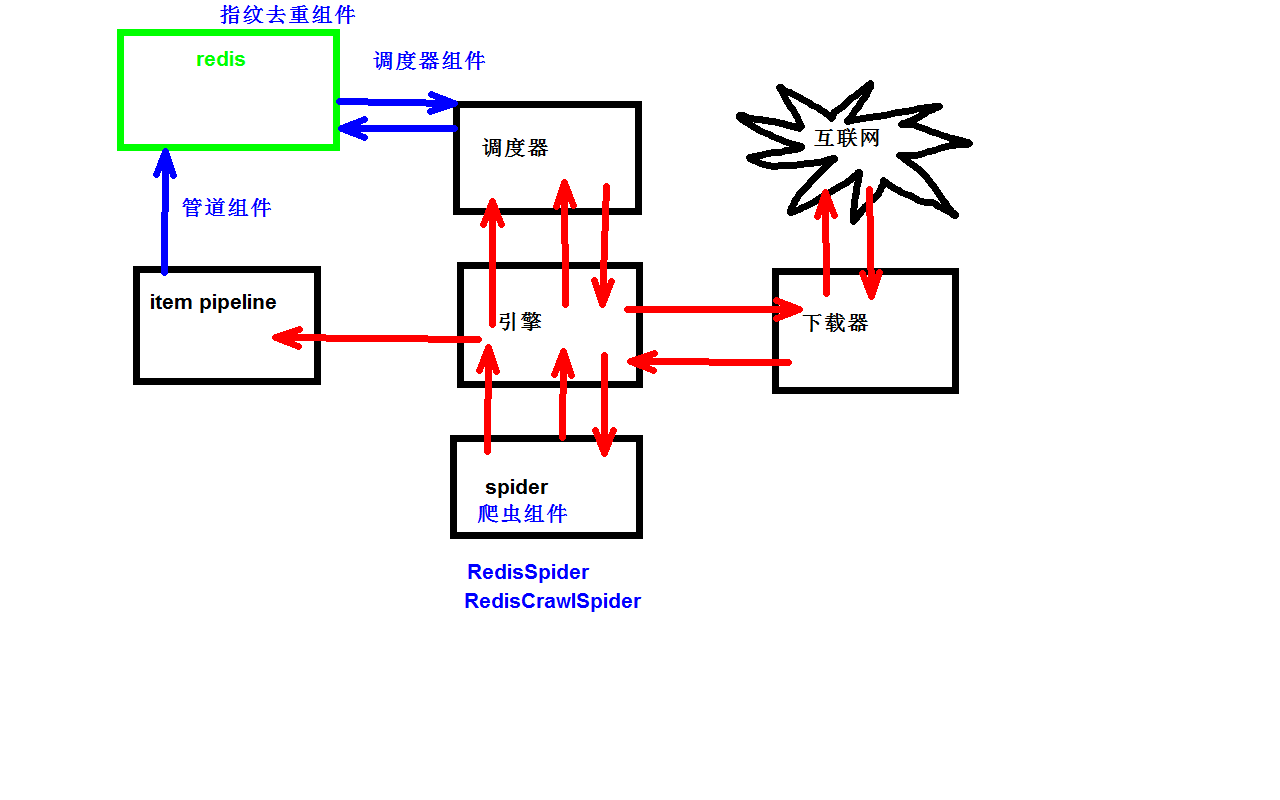 指纹去重组件
redis
调度器组件
调度器
互联网
管道组件
item pipeline
引擎
下载器
spider
爬虫组件
RedisSpider
RedisCrawlSpider